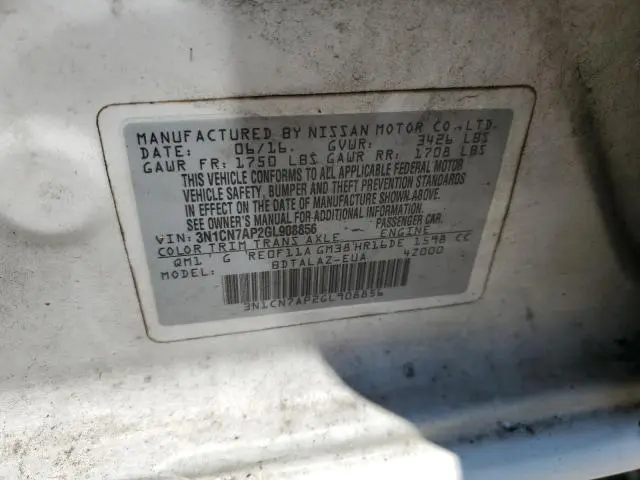 MANUFACTURED BY NISSAN MOTOR CO.,LTD.
DATE: 06/16 GVWR: 3426 LBS
GAWR FR: 1750 LBS GAWR RR: 1708 LBS
THIS VEHICLE CONFORMS TO ALL APPLICABLE FEDERAL MOTOR
VEHICLE SAFETY, BUMPER AND THEFT PREVENTION STANDARDS
IN EFFECT ON THE DATE OF MANUFACTURE SHOWN ABOVE.
SEE OWNER'S MANUAL FOR MORE INFORMATION
VIN: 3N1CN7AP2GL908856 PASSENGER CAR
COLOR TRIM TRANS AXLE ENGINE
QM1 G RE0F11A GM38 HR16DE 1598 CC
MODEL: BDTALAZ-EUA 42000
3N1CN7AP2GL908856